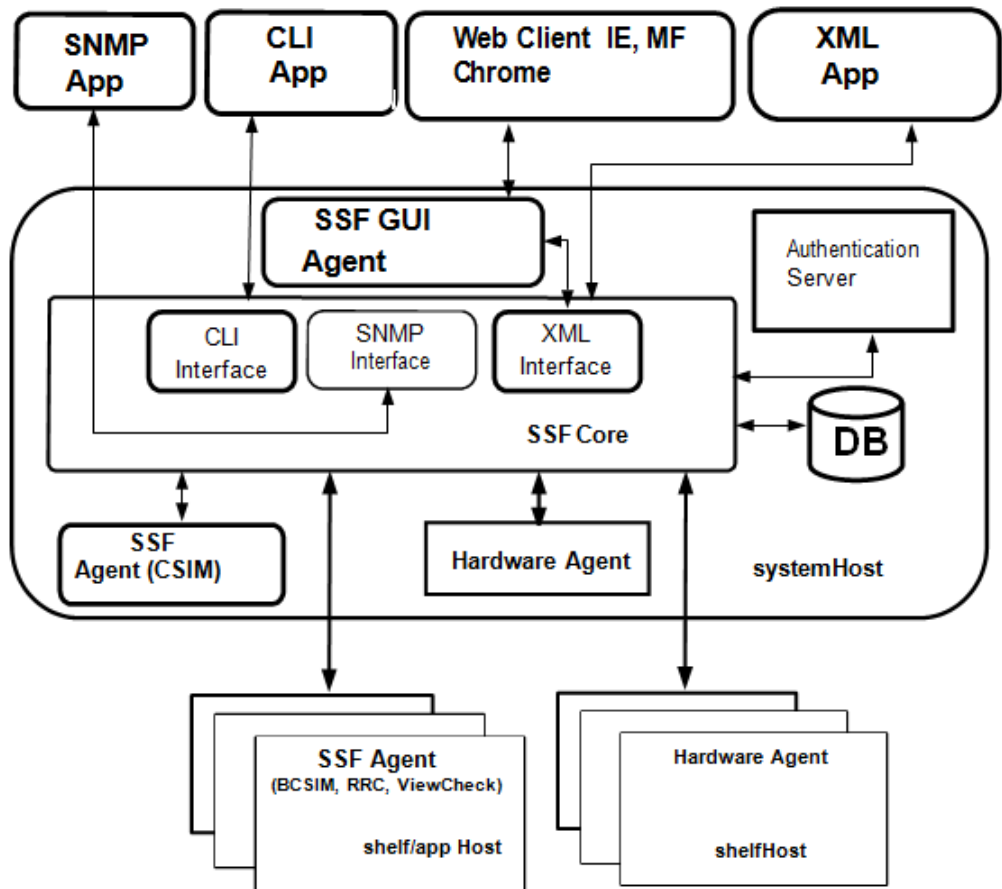 SNMP
App
CLI
App
Web Client IE, MF
Chrome
XML
App
SSF GUI
Agent
Authentication
Server
CLI
Interface
SNMP
Interface
XML
Interface
SSF Core
DB
SSF
Agent (CSIM)
Hardware Agent
systemHost
SSF Agent
(BCSIM, RRC, ViewCheck)
shelf/app Host
Hardware Agent
shelfHost